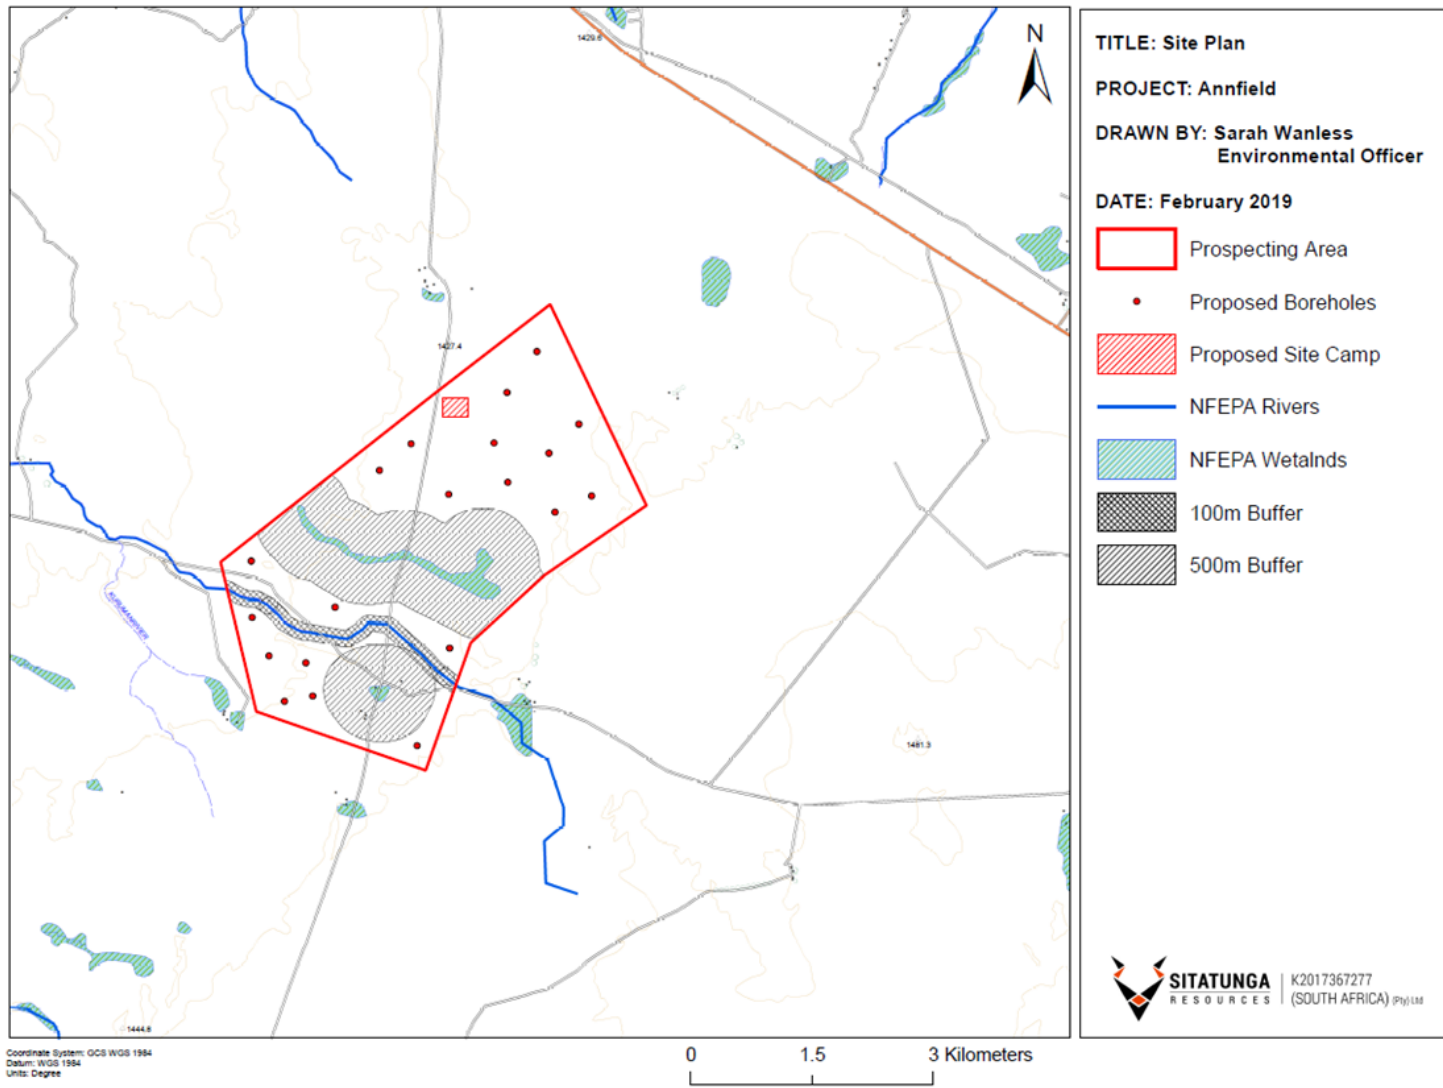 1429.6
N
1427.4
KURUMANRIVIER
1481.3
1444.6
Coordinate System: GCS WGS 1984
Datum: WGS 1984
Units: Degree
0 1.5 3 Kilometers
TITLE: Site Plan
PROJECT: Annfield
DRAWN BY: Sarah Wanless
Environmental Officer
DATE: February 2019
Prospecting Area
Proposed Boreholes
Proposed Site Camp
NFEPA Rivers
NFEPA Wetalnds
100m Buffer
500m Buffer
SITATUNGA
RESOURCES
K2017367277
(SOUTH AFRICA) (Pty) Ltd